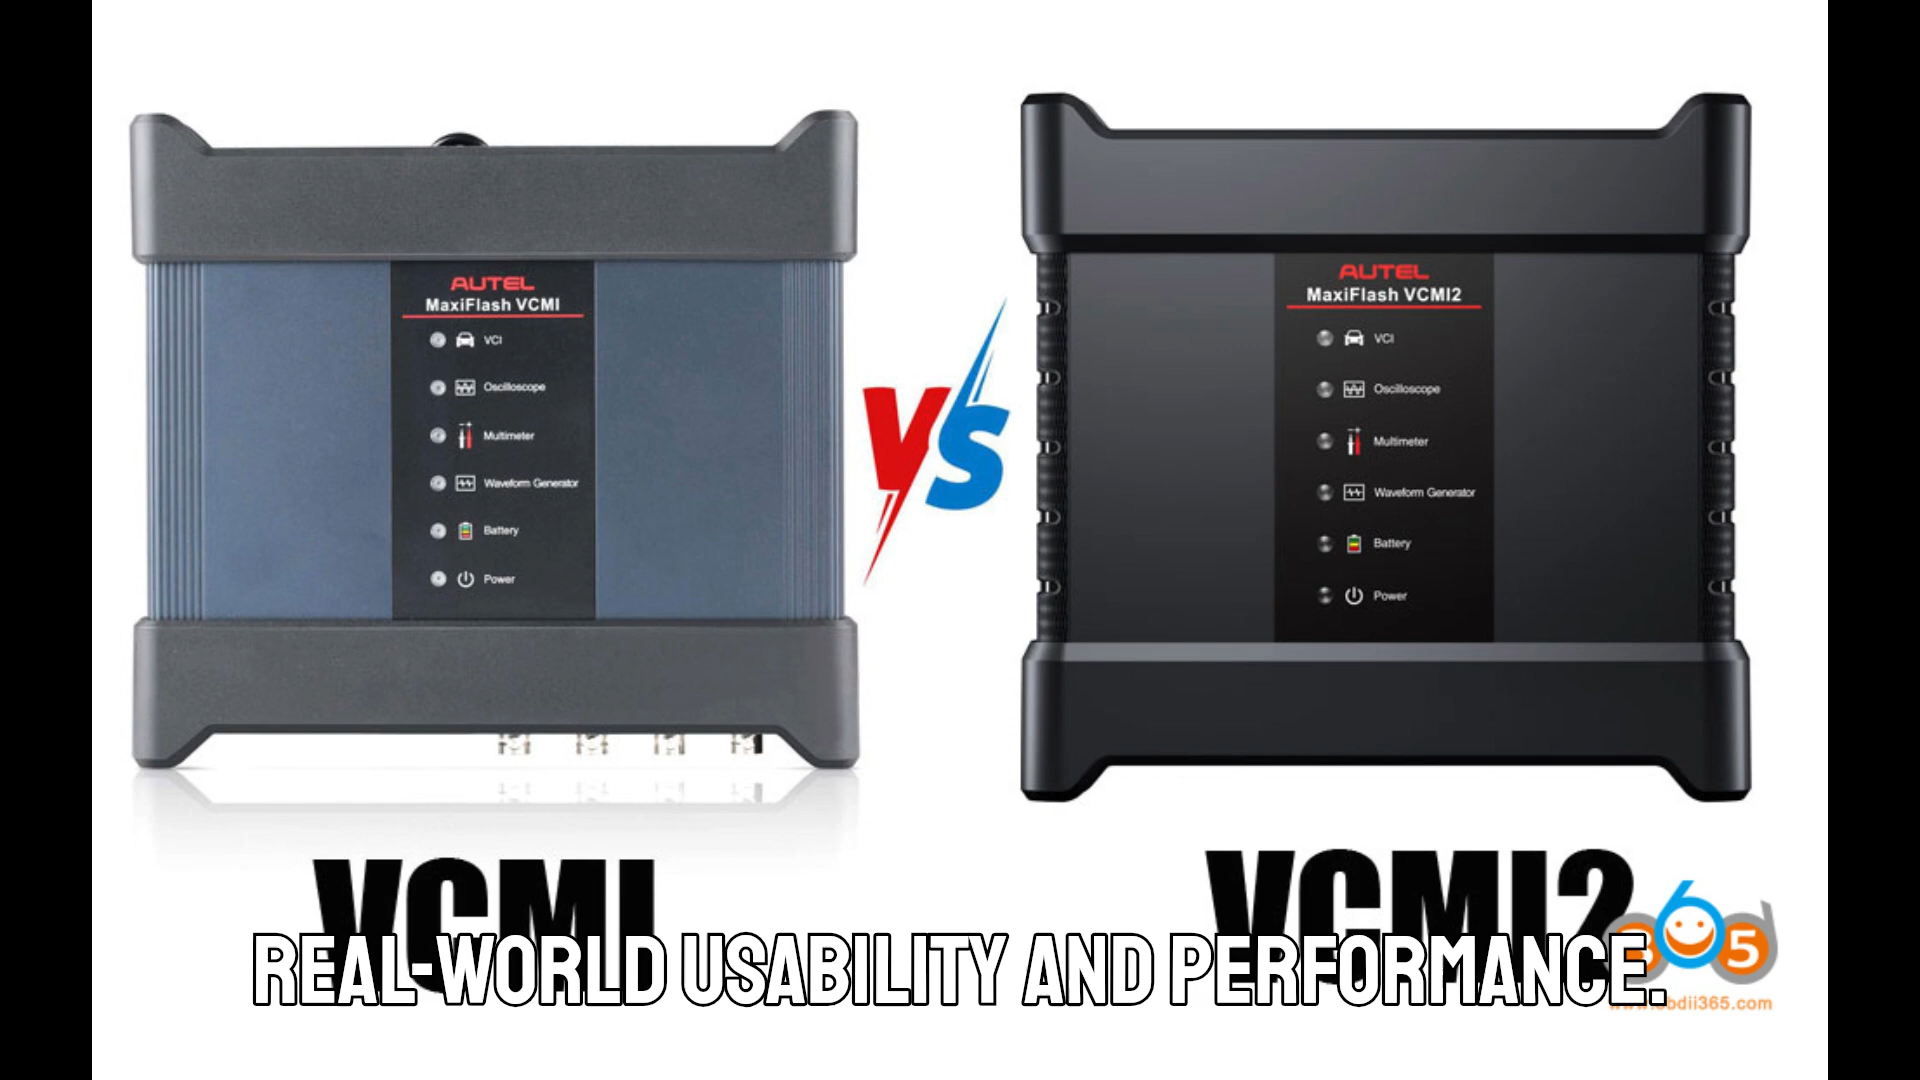 AUTEL
MaxiFlash VCMI
VCI
Oscilloscope
Multimeter
Waveform Generator
Battery
Power
VS
AUTEL
MaxiFlash VCMI2
VCI
Oscilloscope
Multimeter
Waveform Generator
Battery
Power
VCMI
VCMI2
REAL-WORLD USABILITY AND PERFORMANCE.